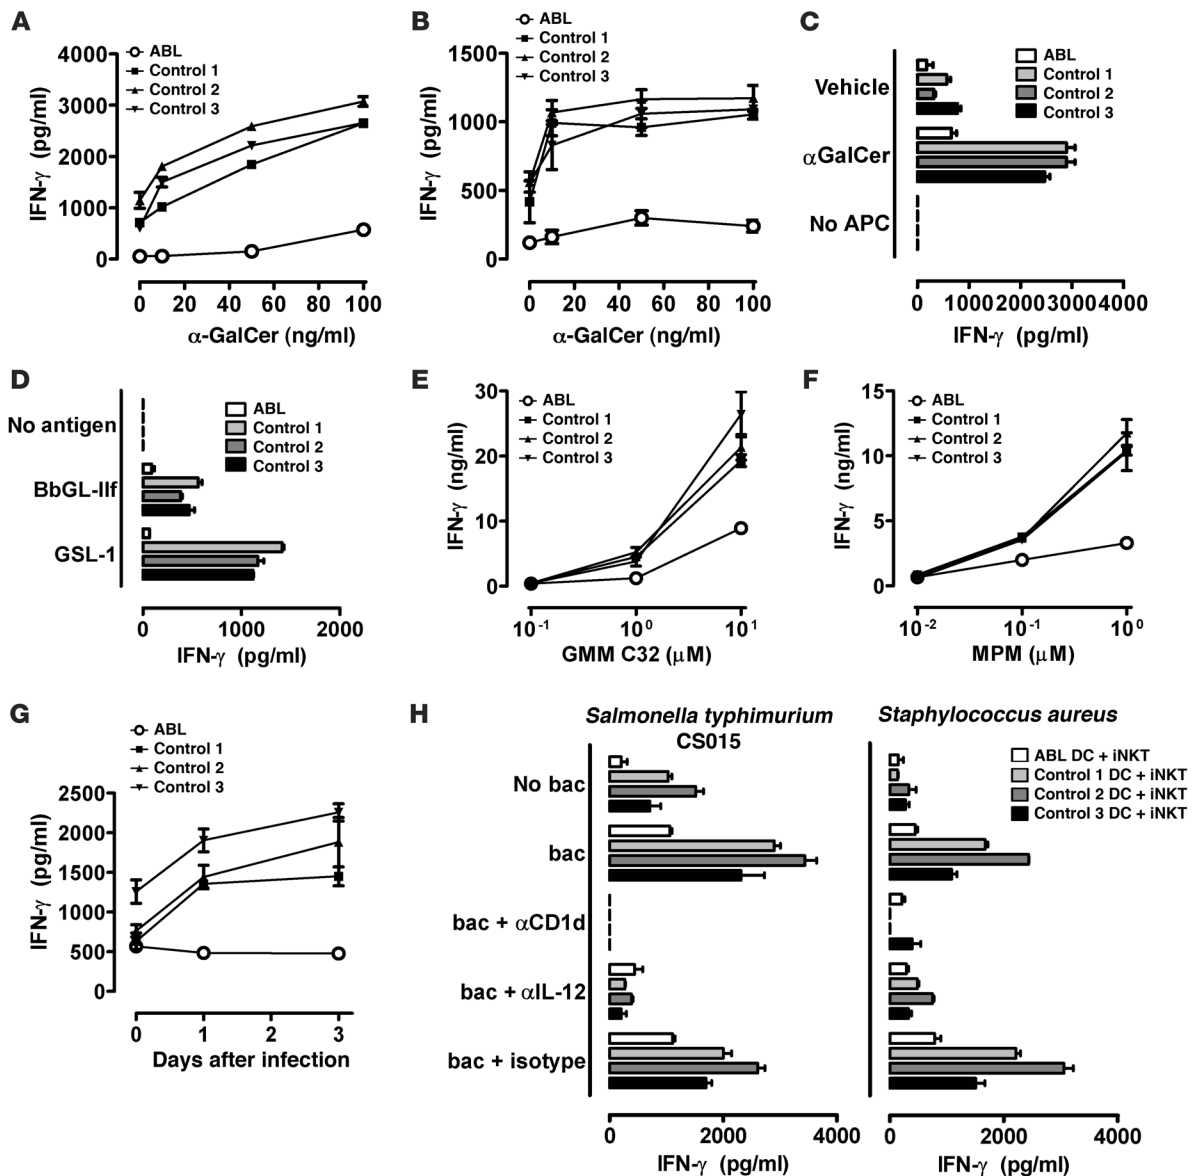 A
ABL
Control 1
Control 2
Control 3
4000
3000
2000
1000
0
IFN-γ (pg/ml)
0 20 40 60 80 100
α-GalCer (ng/ml)
B
ABL
Control 1
Control 2
Control 3
1500
1000
500
0
IFN-γ (pg/ml)
0 20 40 60 80 100
α-GalCer (ng/ml)
C
ABL
Control 1
Control 2
Control 3
Vehicle
αGalCer
No APC
0 1000 2000 3000 4000
IFN-γ (pg/ml)
D
ABL
Control 1
Control 2
Control 3
No antigen
BbGL-IIf
GSL-1
0 1000 2000
IFN-γ (pg/ml)
E
ABL
Control 1
Control 2
Control 3
30
20
10
0
IFN-γ (ng/ml)
10⁻¹ 10⁰ 10¹
GMM C32 (μM)
F
ABL
Control 1
Control 2
Control 3
15
10
5
0
IFN-γ (ng/ml)
10⁻² 10⁻¹ 10⁰
MPM (μM)
G
ABL
Control 1
Control 2
Control 3
2500
2000
1500
1000
500
0
IFN-γ (pg/ml)
0 1 2 3
Days after infection
H
Salmonella typhimurium
CS015
No bac
bac
bac + αCD1d
bac + αIL-12
bac + isotype
0 2000 4000
IFN-γ (pg/ml)
Staphylococcus aureus
ABL DC + iNKT
Control 1 DC + iNKT
Control 2 DC + iNKT
Control 3 DC + iNKT
0 2000 4000
IFN-γ (pg/ml)